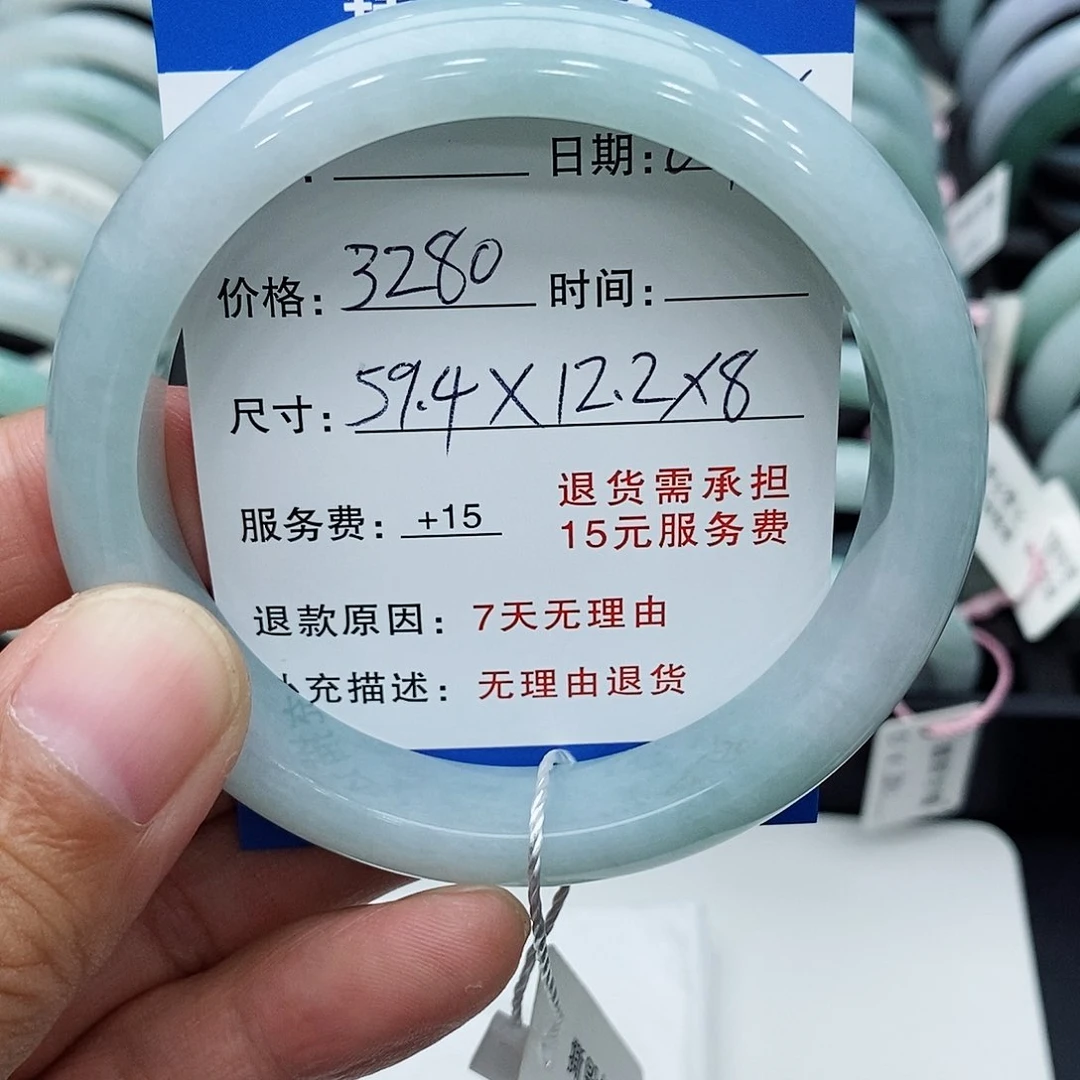 日期:
价格: 3280 时间:
尺寸: 59.4X12.2X8
服务费: +15
退货需承担
15元服务费
退款原因: 7天无理由
充描述: 无理由退货